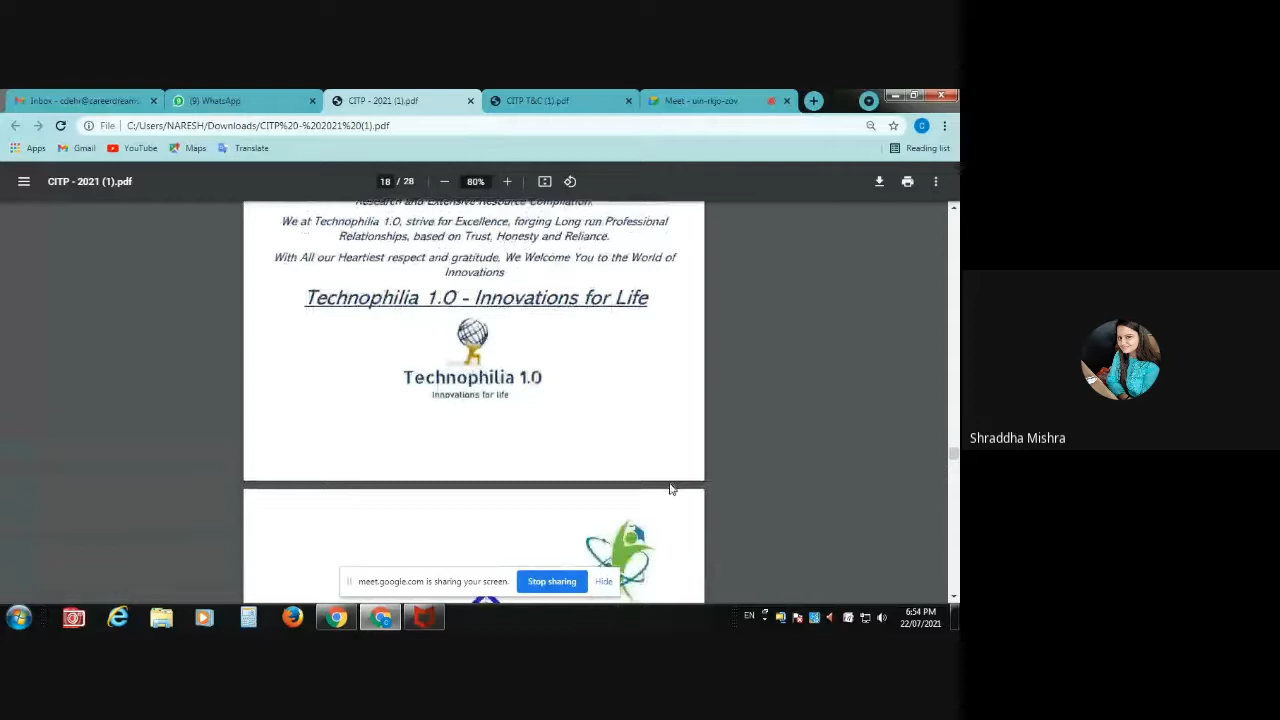 Inbox - cdehr@careerdream
(9) WhatsApp
CITP - 2021 (1).pdf
CITP T&C (1).pdf
Meet - uin-rkjo-zov
File
C:/Users/NARESH/Downloads/CITP%20-%202021%20(1).pdf
C
Apps
Gmail
YouTube
Maps
Translate
Reading list
CITP - 2021 (1).pdf
18 / 28
80%
Research and Extensive Resource Compilation.
We at Technophilia 1.0, strive for Excellence, forging Long run Professional
Relationships, based on Trust, Honesty and Reliance.
With All our Heartiest respect and gratitude, We Welcome You to the World of
Innovations
Technophilia 1.0 - Innovations for Life
Technophilia 1.0
Innovations for life
Shraddha Mishra
meet.google.com is sharing your screen.
Stop sharing
Hide
EN
6:54 PM
22/07/2021